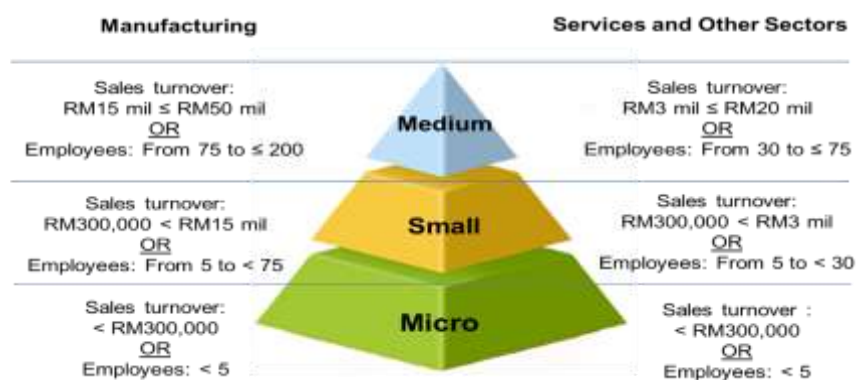 Manufacturing
Services and Other Sectors
Sales turnover:
RM15 mil ≤ RM50 mil
OR
Employees: From 75 to ≤ 200
Medium
Sales turnover:
RM3 mil ≤ RM20 mil
OR
Employees: From 30 to ≤ 75
Sales turnover:
RM300,000 < RM15 mil
OR
Employees: From 5 to < 75
Small
Sales turnover:
RM300,000 < RM3 mil
OR
Employees: From 5 to < 30
Sales turnover:
< RM300,000
OR
Employees: < 5
Micro
Sales turnover :
< RM300,000
OR
Employees: < 5